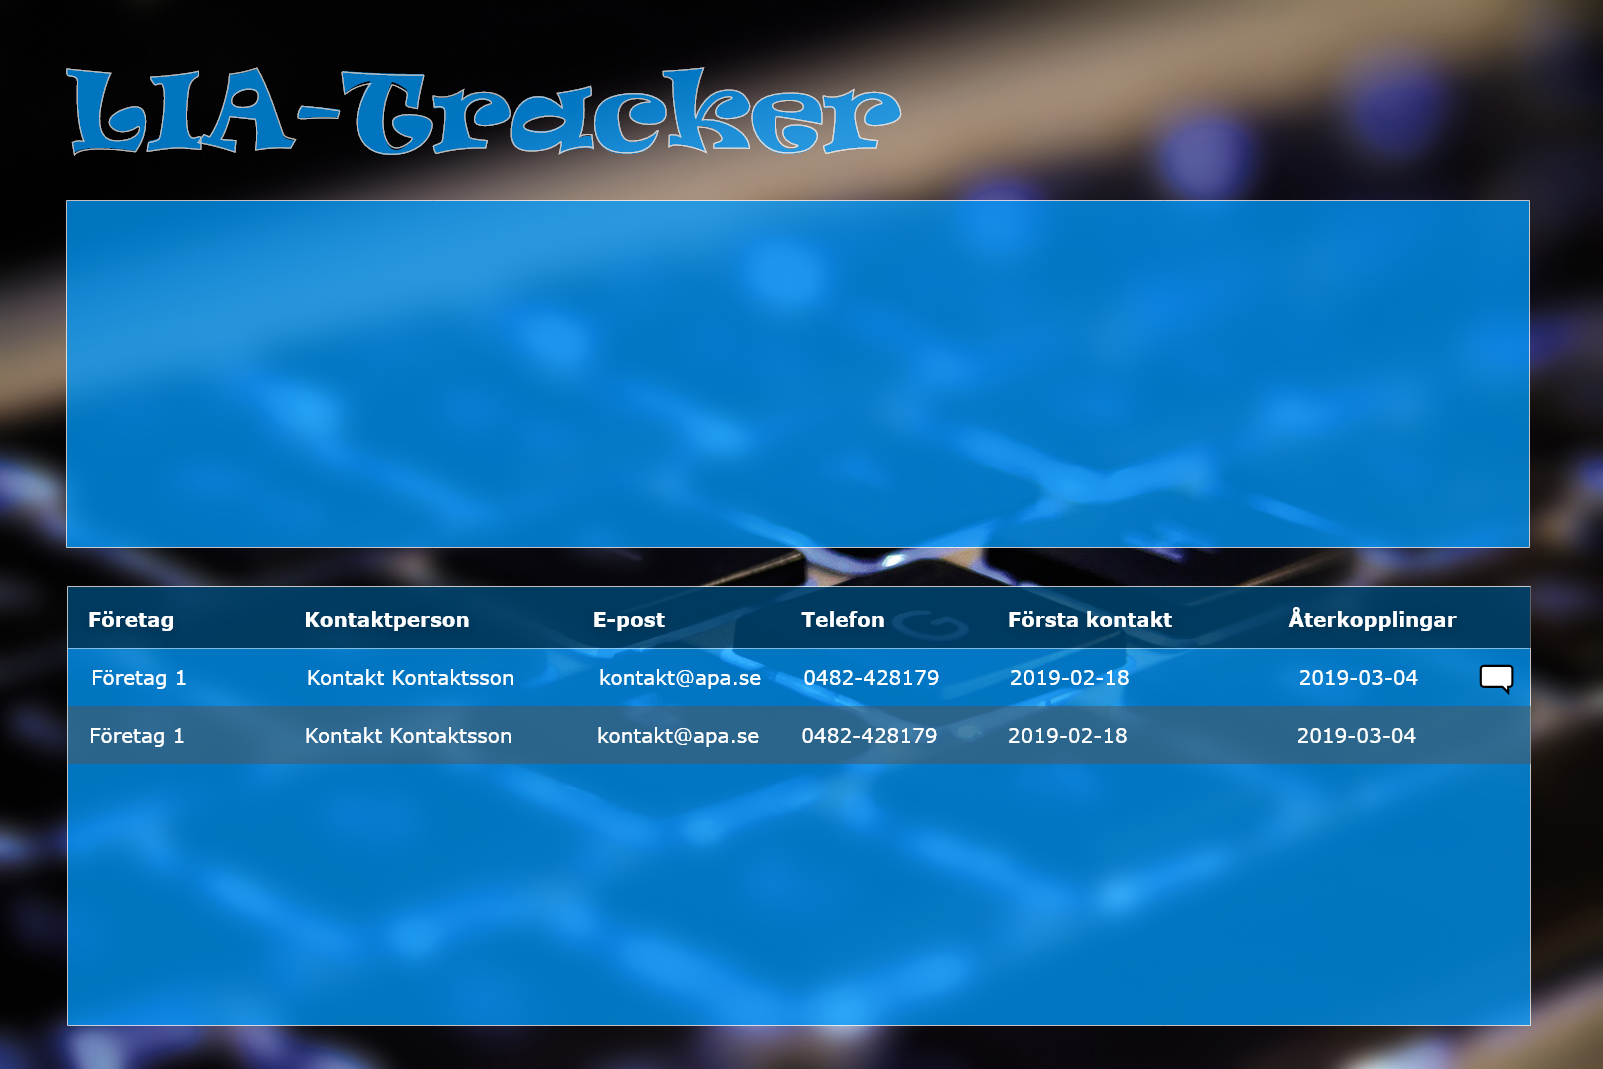 LIA-Tracker
Företag Kontaktperson E-post Telefon Första kontakt Återkopplingar
Företag 1 Kontakt Kontaktsson kontakt@apa.se 0482-428179 2019-02-18 2019-03-04
Företag 1 Kontakt Kontaktsson kontakt@apa.se 0482-428179 2019-02-18 2019-03-04
G